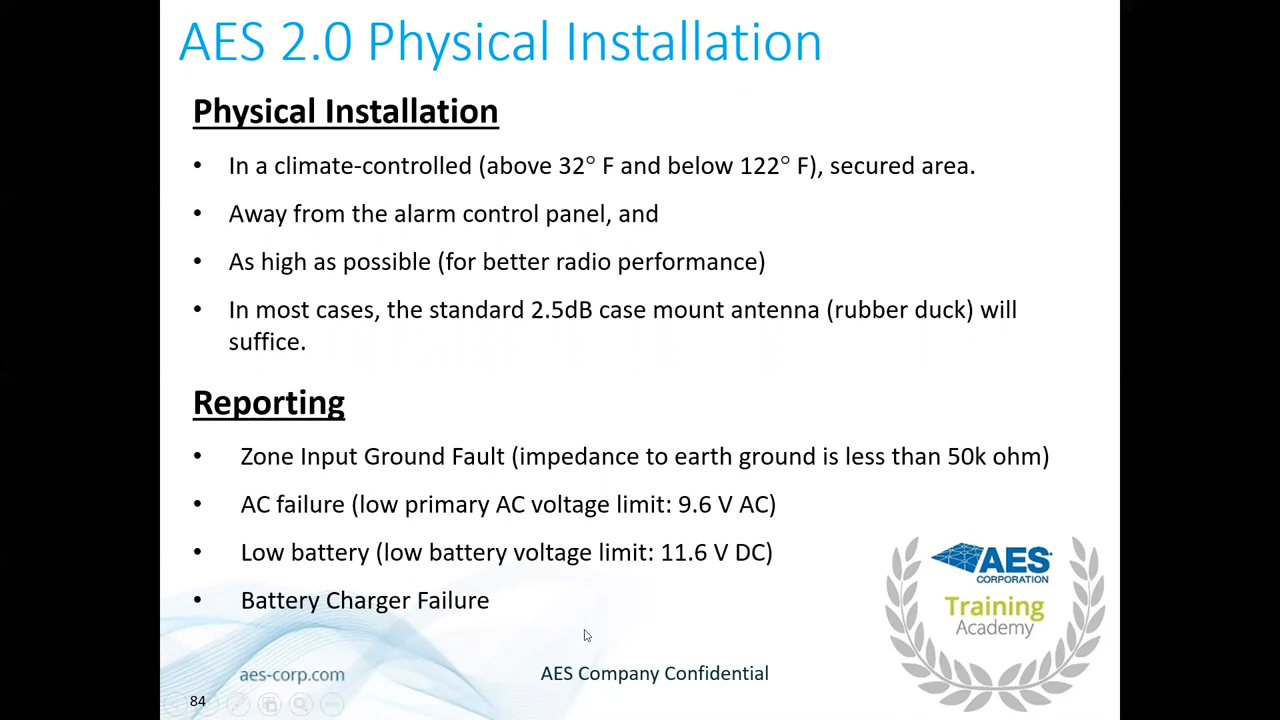 AES 2.0 Physical Installation
Physical Installation
• In a climate-controlled (above 32° F and below 122° F), secured area.
• Away from the alarm control panel, and
• As high as possible (for better radio performance)
• In most cases, the standard 2.5dB case mount antenna (rubber duck) will
suffice.
Reporting
• Zone Input Ground Fault (impedance to earth ground is less than 50k ohm)
• AC failure (low primary AC voltage limit: 9.6 V AC)
• Low battery (low battery voltage limit: 11.6 V DC)
• Battery Charger Failure
AES
CORPORATION
Training
Academy
aes-corp.com
AES Company Confidential
84